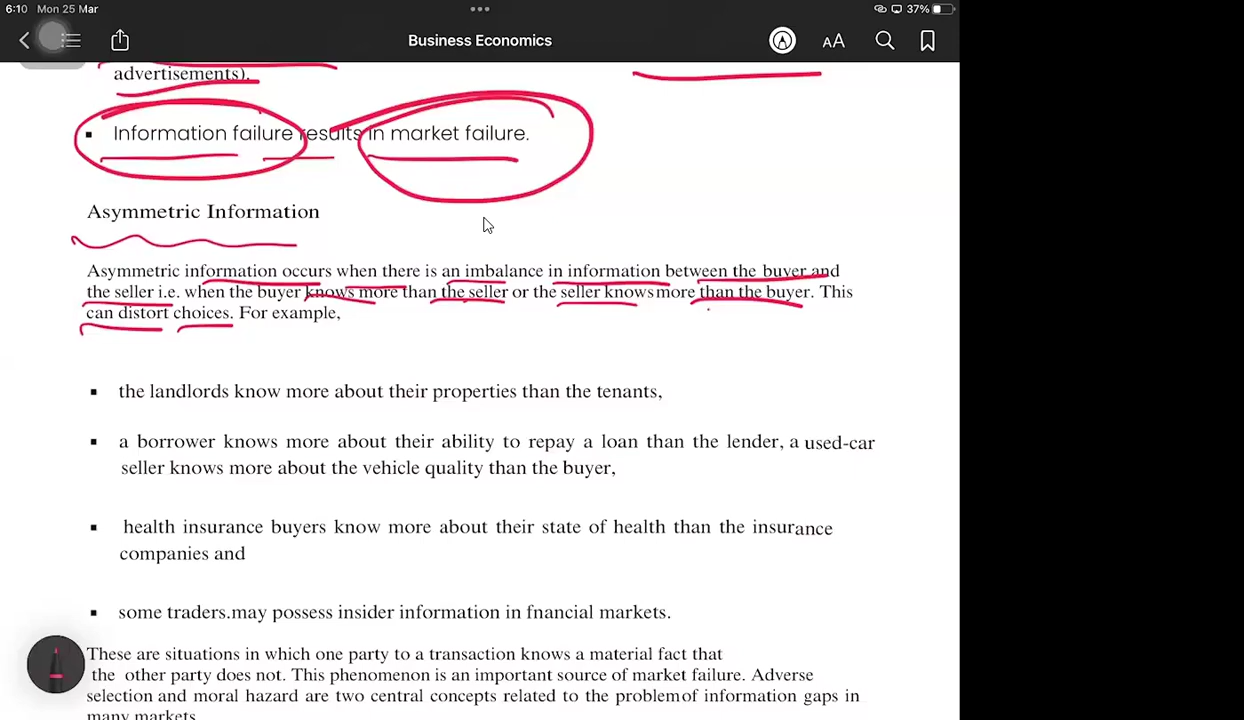 6:10 Mon 25 Mar
37%
Business Economics
AA
advertisements).
▪ Information failure results in market failure.
Asymmetric Information
Asymmetric information occurs when there is an imbalance in information between the buyer and
the seller i.e. when the buyer knows more than the seller or the seller knows more than the buyer. This
can distort choices. For example,
▪ the landlords know more about their properties than the tenants,
▪ a borrower knows more about their ability to repay a loan than the lender, a used-car
seller knows more about the vehicle quality than the buyer,
▪ health insurance buyers know more about their state of health than the insurance
companies and
▪ some traders.may possess insider information in fnancial markets.
These are situations in which one party to a transaction knows a material fact that
the other party does not. This phenomenon is an important source of market failure. Adverse
selection and moral hazard are two central concepts related to the problemof information gaps in
many markets